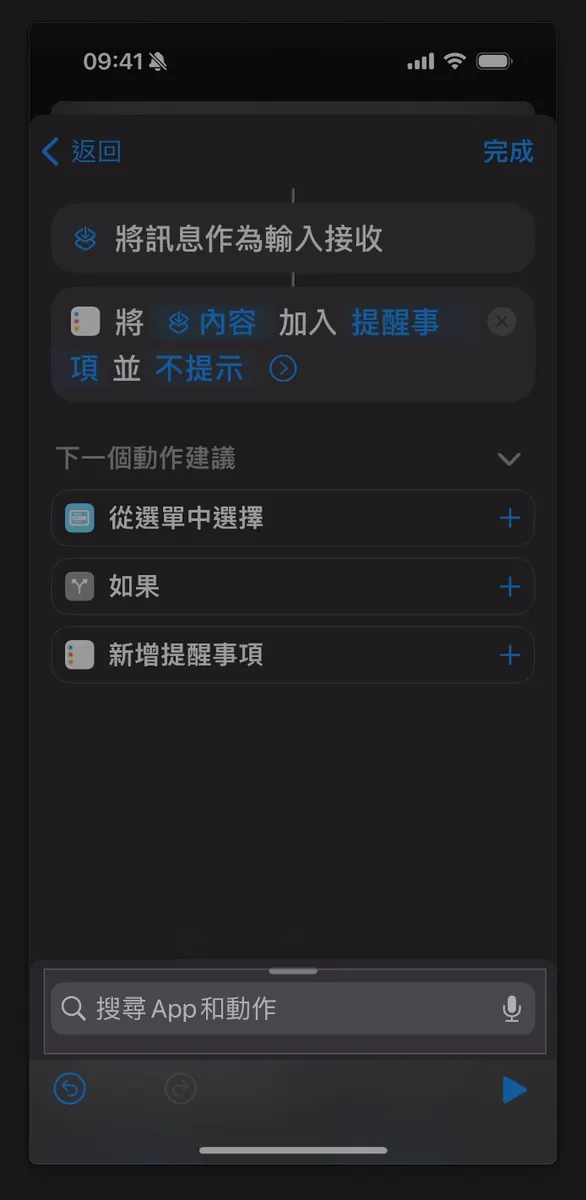 09:41
返回
完成
將訊息作為輸入接收
將 內容 加入 提醒事
項 並 不提示
下一個動作建議
從選單中選擇
如果
新增提醒事項
搜尋 App 和動作